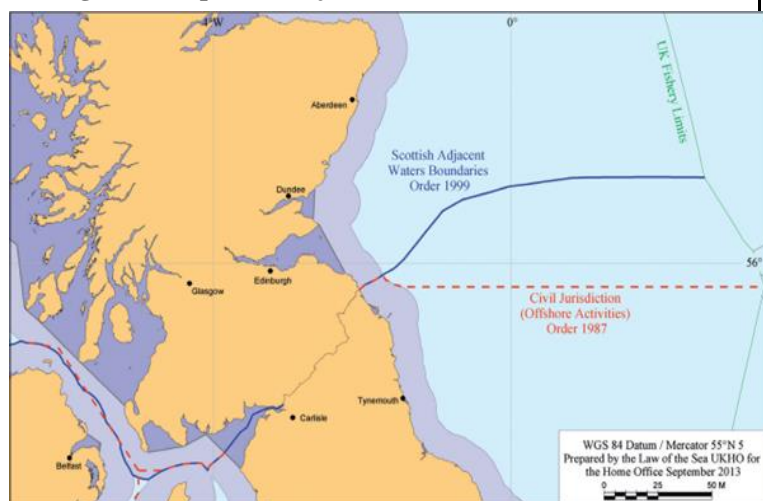 4°W
0°
UK Fishery Limits
Aberdeen
Scottish Adjacent
Waters Boundaries
Order 1999
Dundee
56°
Edinburgh
Glasgow
Civil Jurisdiction
(Offshore Activities)
Order 1987
Tynemouth
Carlisle
Belfast
WGS 84 Datum / Mercator 55°N 5
Prepared by the Law of the Sea UKHO for
the Home Office September 2013
0 25 50 M